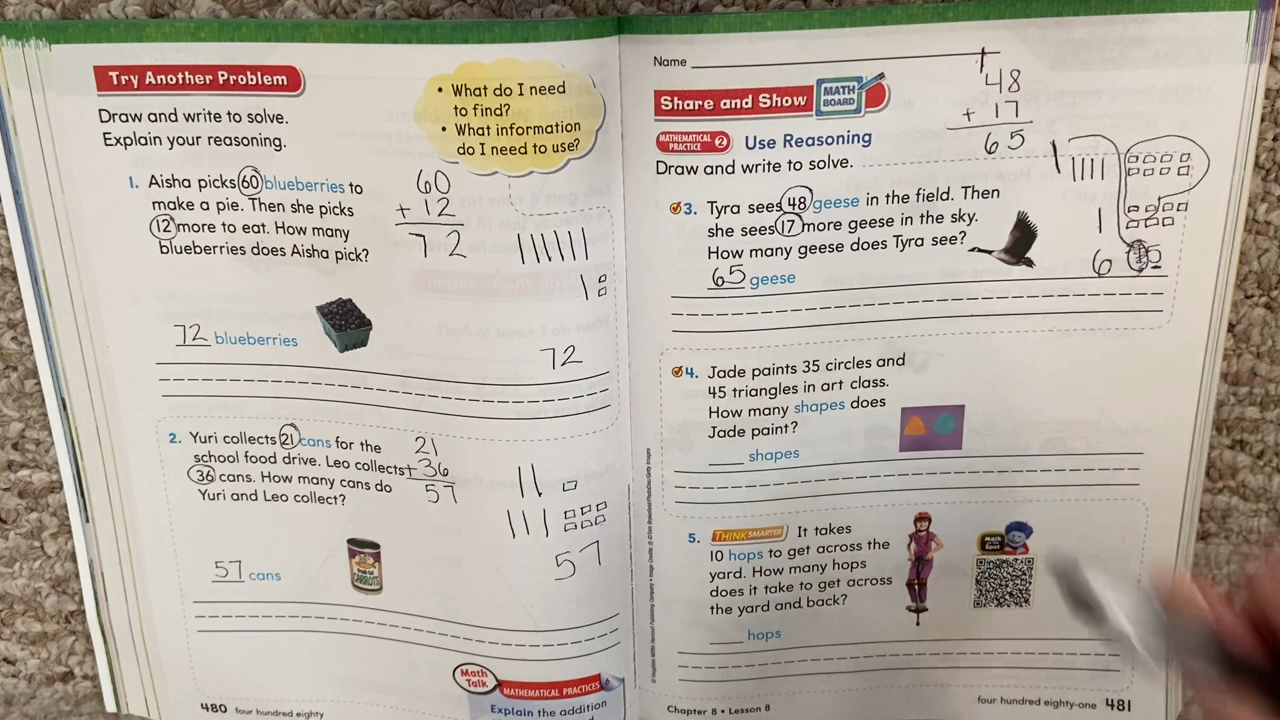 Try Another Problem
Draw and write to solve.
Explain your reasoning.
• What do I need
to find?
• What information
do I need to use?
1. Aisha picks 60 blueberries to
make a pie. Then she picks
12 more to eat. How many
blueberries does Aisha pick?
60
+ 12
72
72 blueberries
72
2. Yuri collects 21 cans for the
school food drive. Leo collects
36 cans. How many cans do
Yuri and Leo collect?
21
+ 36
57
57
57 cans
Math
Talk
MATHEMATICAL PRACTICES 6
Explain the addition
480 four hundred eighty
Name
Share and Show
MATH
BOARD
1
48
+ 17
65
MATHEMATICAL
PRACTICE 2
Use Reasoning
Draw and write to solve.
3. Tyra sees 48 geese in the field. Then
she sees 17 more geese in the sky.
How many geese does Tyra see?
65 geese
6 5
4. Jade paints 35 circles and
45 triangles in art class.
How many shapes does
Jade paint?
shapes
5. THINK SMARTER It takes
10 hops to get across the
yard. How many hops
does it take to get across
the yard and back?
hops
Math
Spot
Chapter 8 • Lesson 8
four hundred eighty-one 481